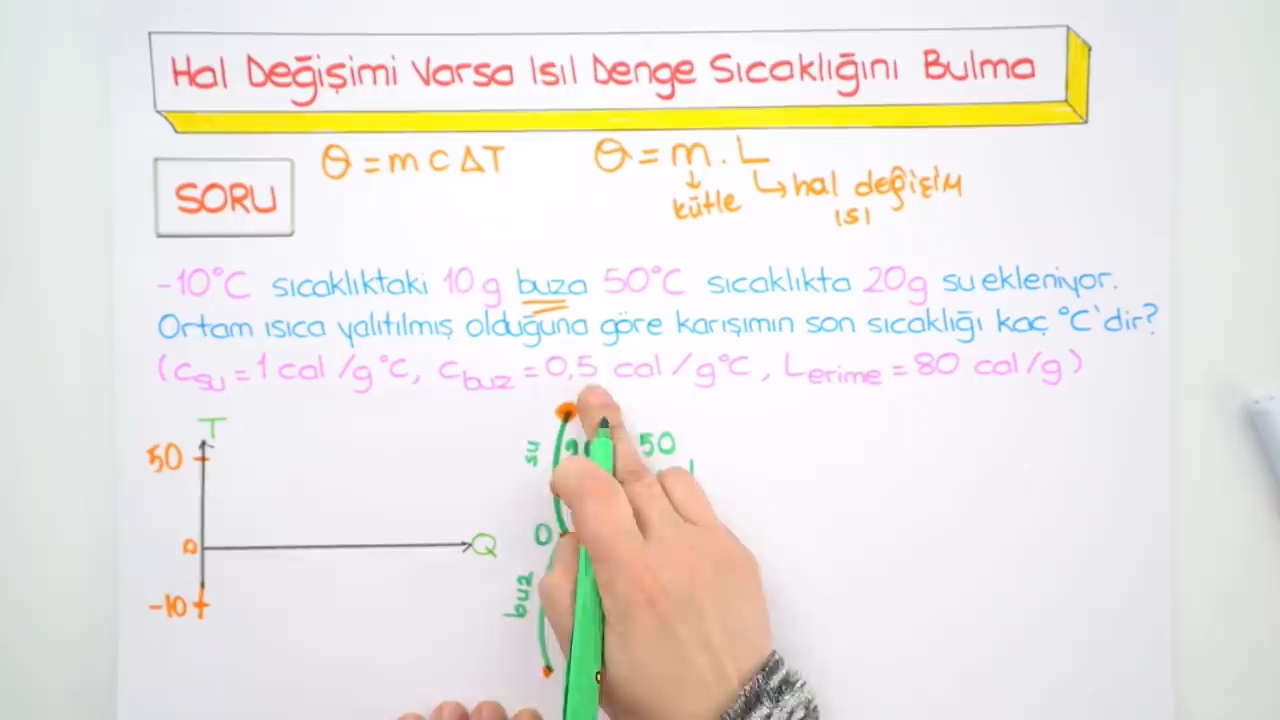 Hal Değişimi Varsa Isıl Denge Sıcaklığını Bulma
SORU
Q = m c ΔT
Q = m . L
kütle
hal değişim
ısı
-10°C sıcaklıktaki 10g buza 50°C sıcaklıkta 20g su ekleniyor.
Ortam ısıca yalıtılmış olduğuna göre karışımın son sıcaklığı kaç °C'dir?
(Csu = 1 cal /g°C, Cbuz = 0,5 cal /g°C, Lerime = 80 cal /g)
T
50
0
-10
Q
su
50
0
buz